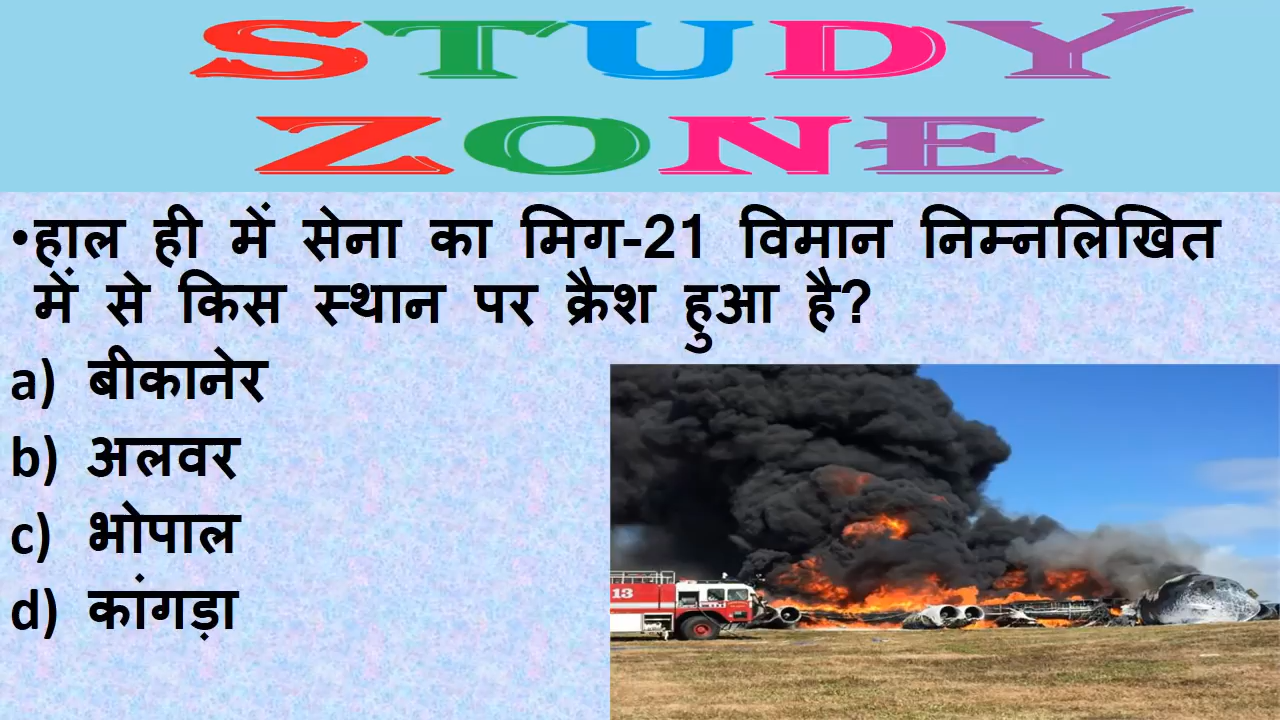 STUDY
ZONE
•हाल ही में सेना का मिग-21 विमान निम्नलिखित
में से किस स्थान पर क्रैश हुआ है?
a) बीकानेर
b) अलवर
c) भोपाल
d) कांगड़ा
13